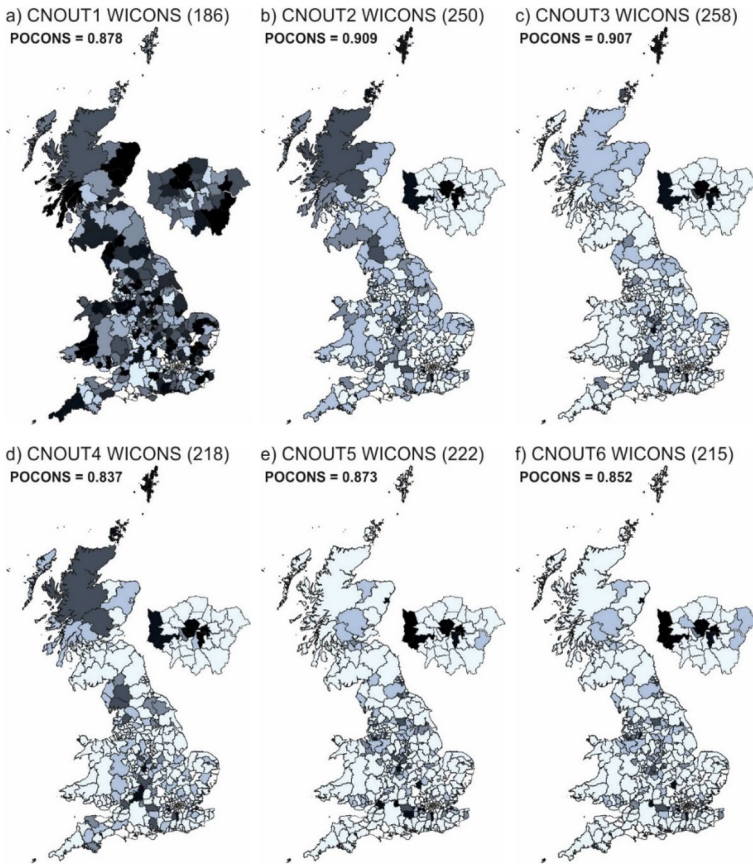 a) CNOUT1 WICONS (186)
POCONS = 0.878
b) CNOUT2 WICONS (250)
POCONS = 0.909
c) CNOUT3 WICONS (258)
POCONS = 0.907
d) CNOUT4 WICONS (218)
POCONS = 0.837
e) CNOUT5 WICONS (222)
POCONS = 0.873
f) CNOUT6 WICONS (215)
POCONS = 0.852